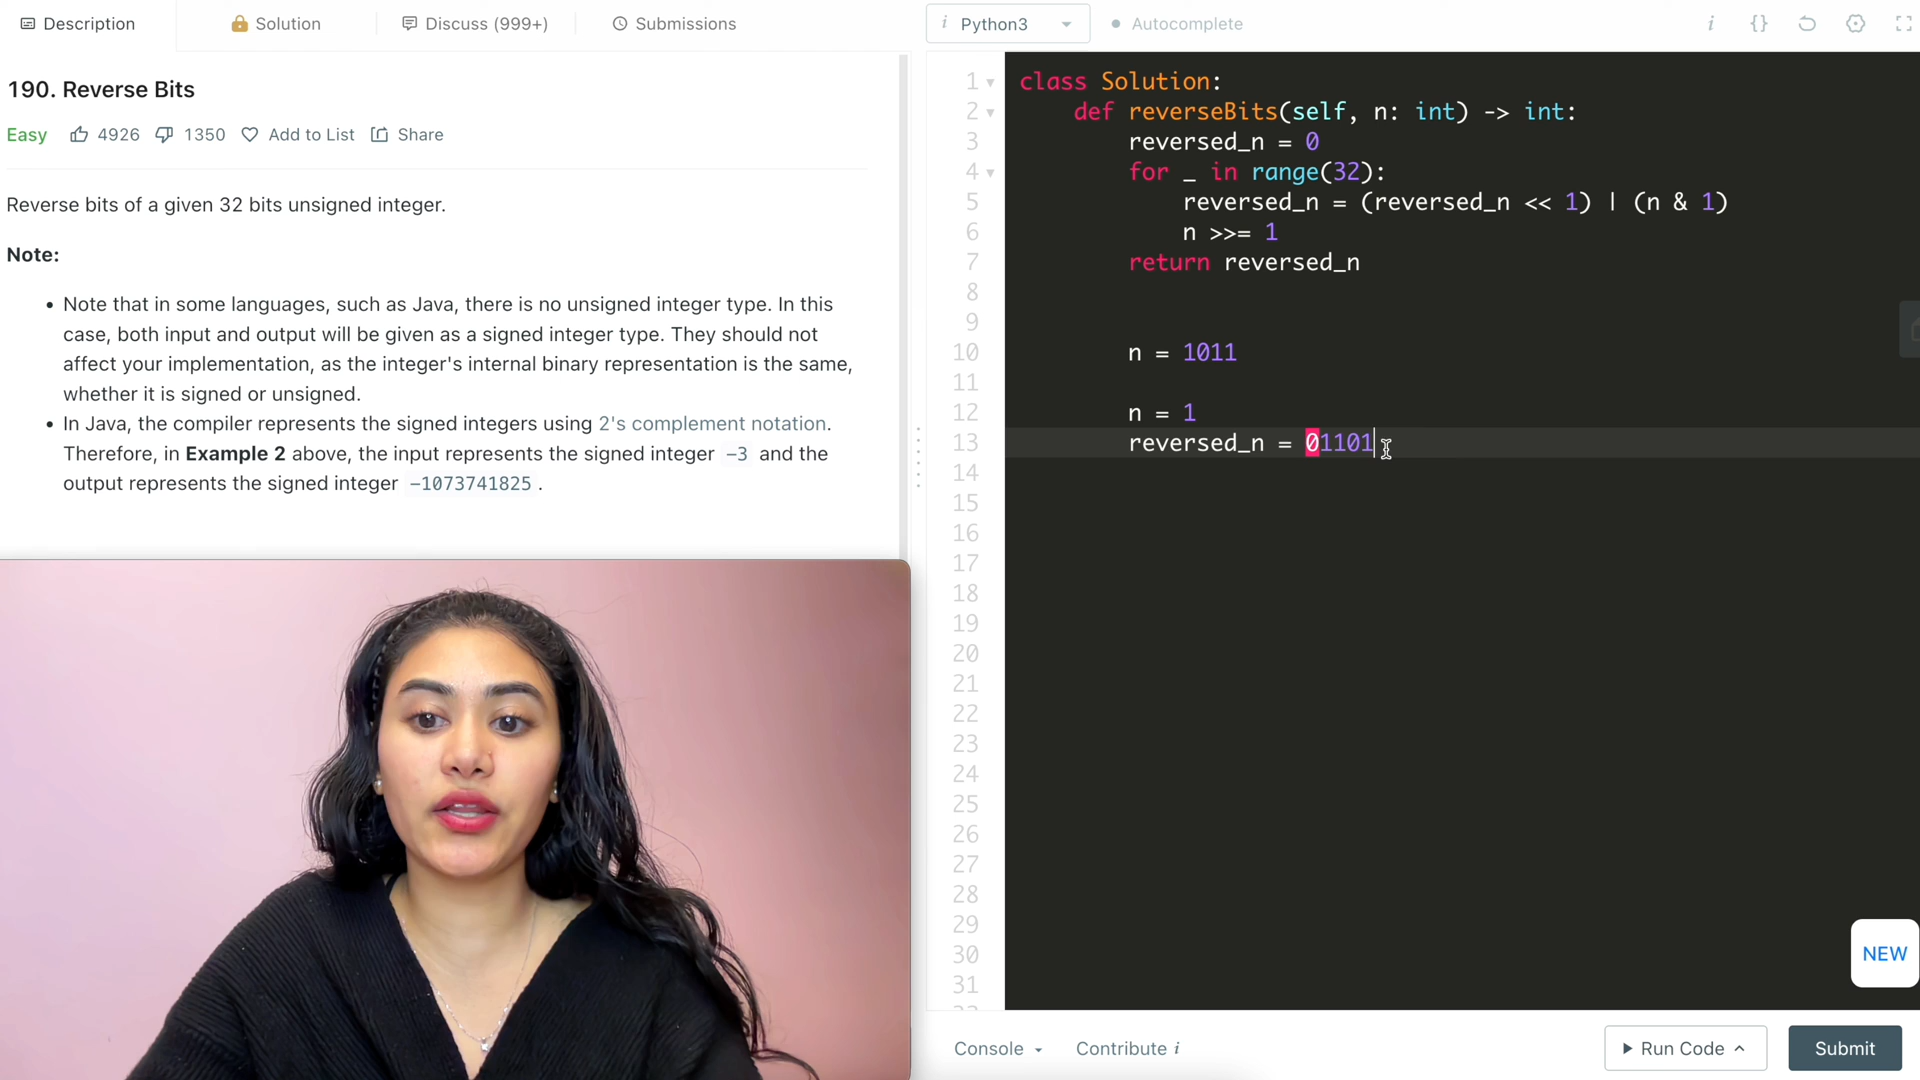 Description
Solution
Discuss (999+)
Submissions
190. Reverse Bits
Easy 4926 1350 Add to List Share
Reverse bits of a given 32 bits unsigned integer.
Note:
• Note that in some languages, such as Java, there is no unsigned integer type. In this
case, both input and output will be given as a signed integer type. They should not
affect your implementation, as the integer's internal binary representation is the same,
whether it is signed or unsigned.
• In Java, the compiler represents the signed integers using 2's complement notation.
Therefore, in Example 2 above, the input represents the signed integer -3 and the
output represents the signed integer -1073741825 .
i Python3
Autocomplete
i {}
1 class Solution:
2 def reverseBits(self, n: int) -> int:
3 reversed_n = 0
4 for _ in range(32):
5 reversed_n = (reversed_n << 1) | (n & 1)
6 n >>= 1
7 return reversed_n
8
9
10 n = 1011
11
12 n = 1
13 reversed_n = 01101
14
15
16
17
18
19
20
21
22
23
24
25
26
27
28
29
30
31
NEW
Console Contribute i
Run Code
Submit